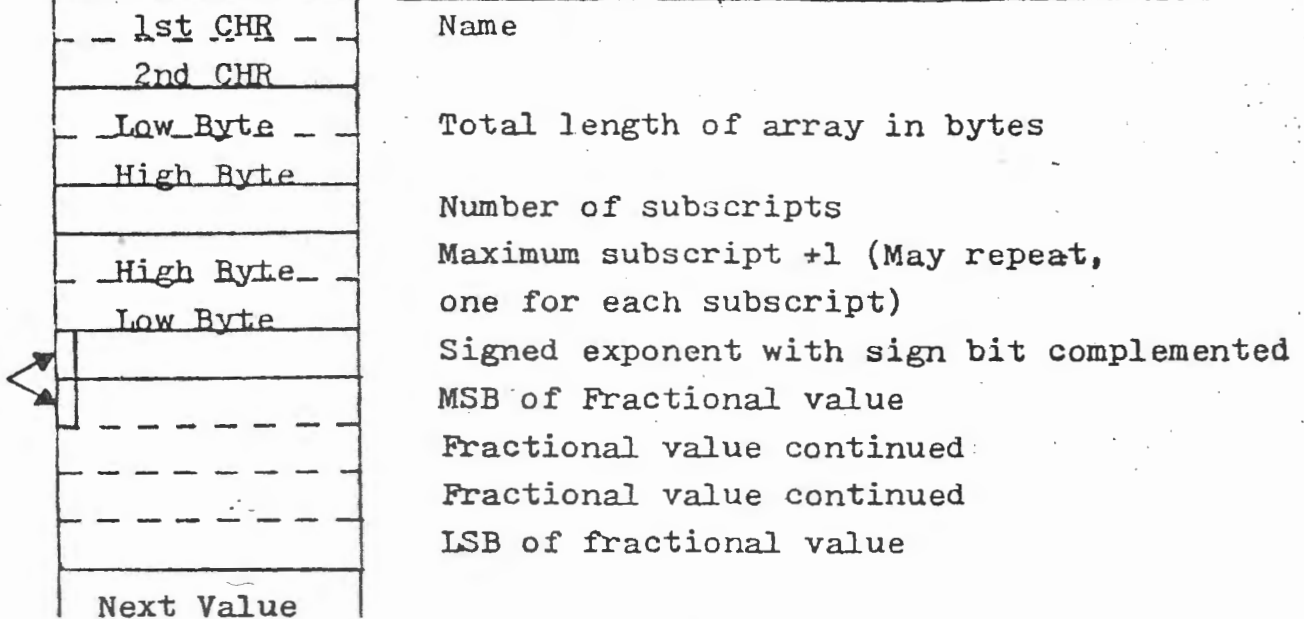 1st CHR Name
2nd CHR
Low Byte Total length of array in bytes
High Byte
Number of subscripts
High Byte Maximum subscript +1 (May repeat,
Low Byte one for each subscript)
Signed exponent with sign bit complemented
MSB of Fractional value
Fractional value continued
Fractional value continued
LSB of fractional value
Next Value